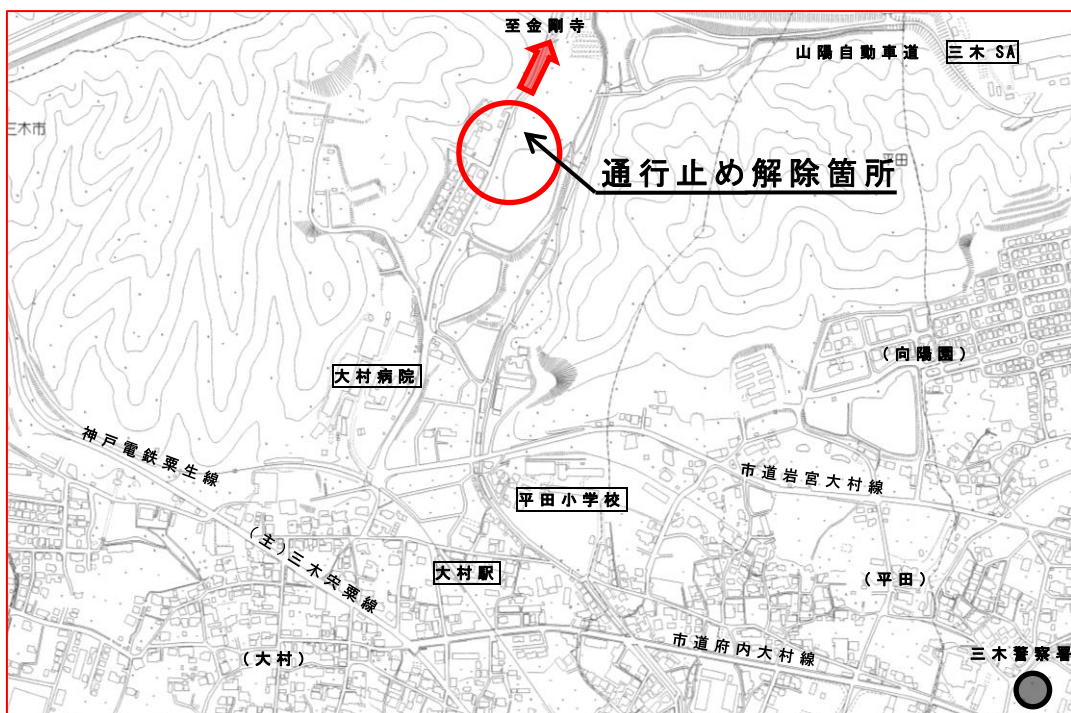 至金剛寺
山陽自動車道
三木SA
三木市
平田
通行止め解除箇所
(向陽園)
大村病院
神戸電鉄粟生線
市道岩宮大村線
平田小学校
(主)三木宍粟線
大村駅
(平田)
市道府内大村線
(大村)
三木警察署